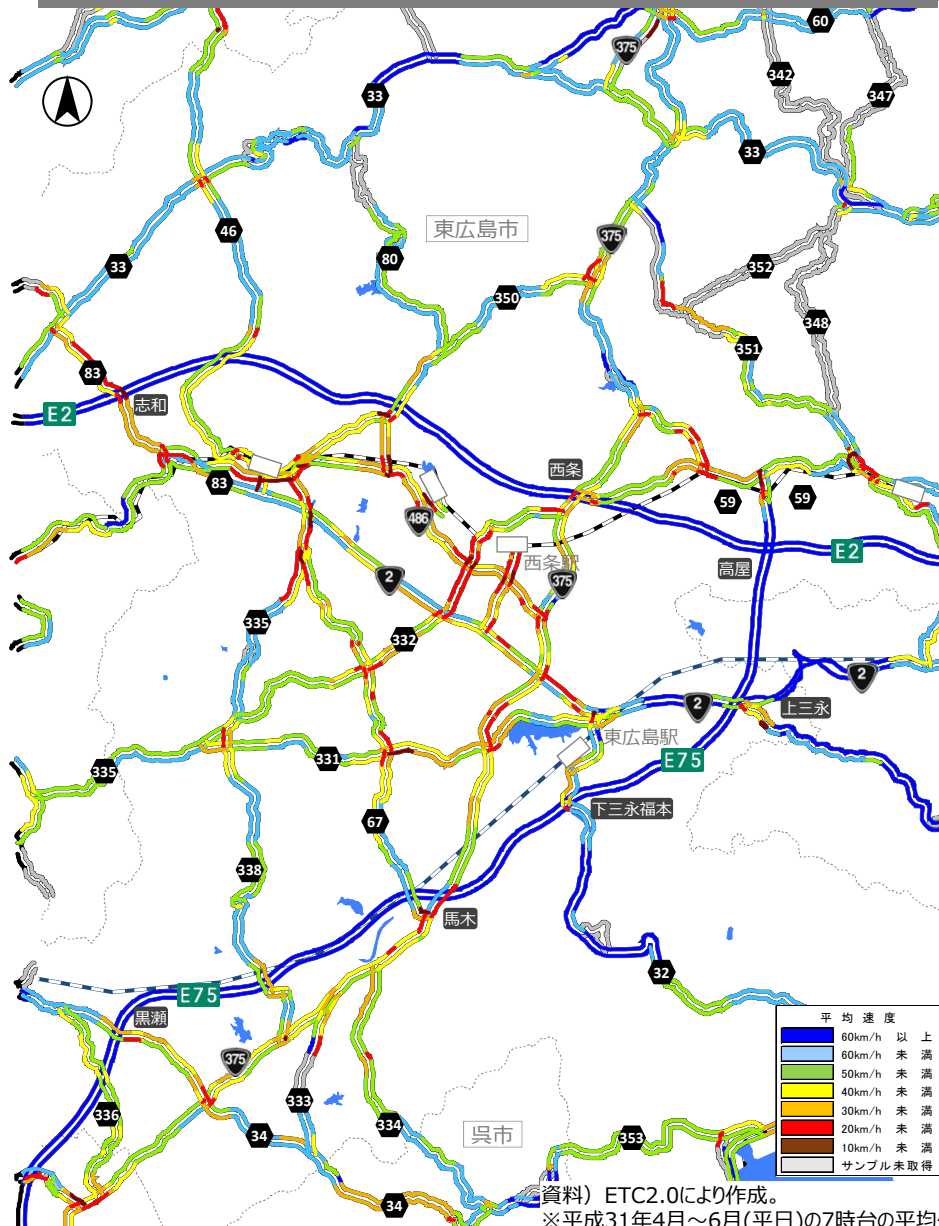 60
375
342
347
33
33
東広島市
46
375
80
33
352
350
348
351
83
E2
志和
西条
83
59
59
486
E2
西条駅
高屋
2
375
335
332
2
2
上三永
東広島駅
331
E75
335
下三永福本
67
338
馬木
32
E75
黒瀬
375
336
333
334
34
呉市
353
34
平均速度
60km/h 以上
60km/h 未満
50km/h 未満
40km/h 未満
30km/h 未満
20km/h 未満
10km/h 未満
サンプル未取得
資料）ETC2.0により作成。
※平成31年4月～6月(平日)の7時台の平均